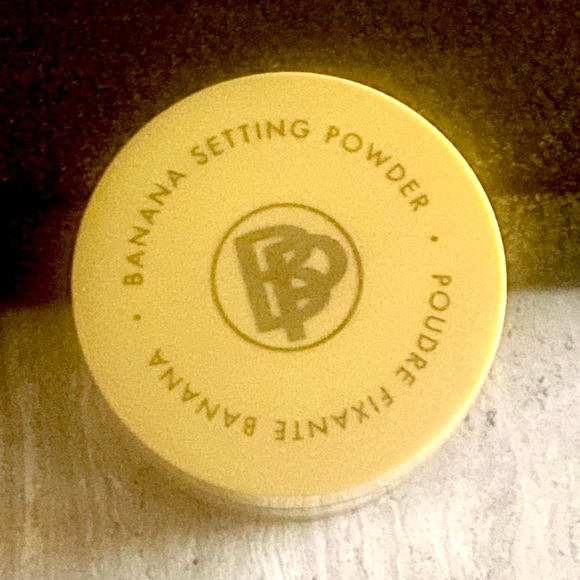 BANANA SETTING POWDER •
POUDRE FIXANTE BANANA •